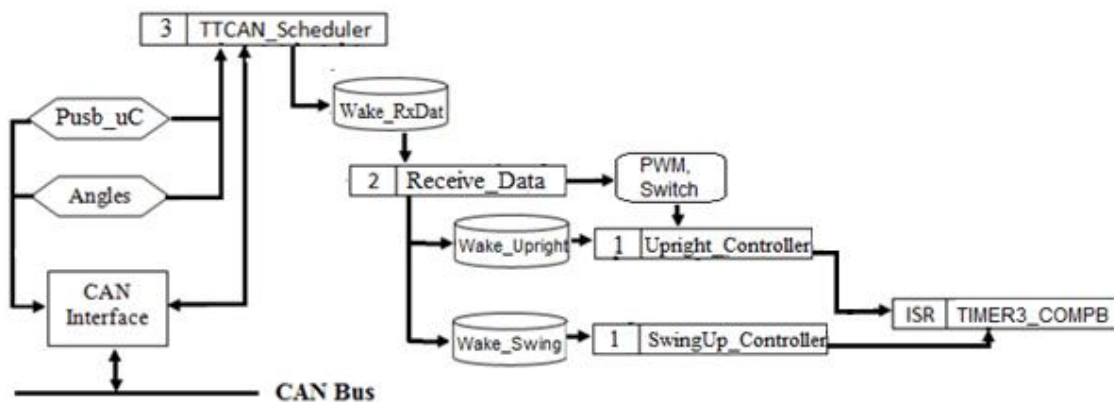 3 TTCAN_Scheduler
Pusb_uC
Wake_RxDat
Angles
2 Receive_Data
PWM,
Switch
Wake_Upright
1 Upright_Controller
CAN
Interface
ISR TIMER3_COMPB
Wake_Swing
1 SwingUp_Controller
CAN Bus